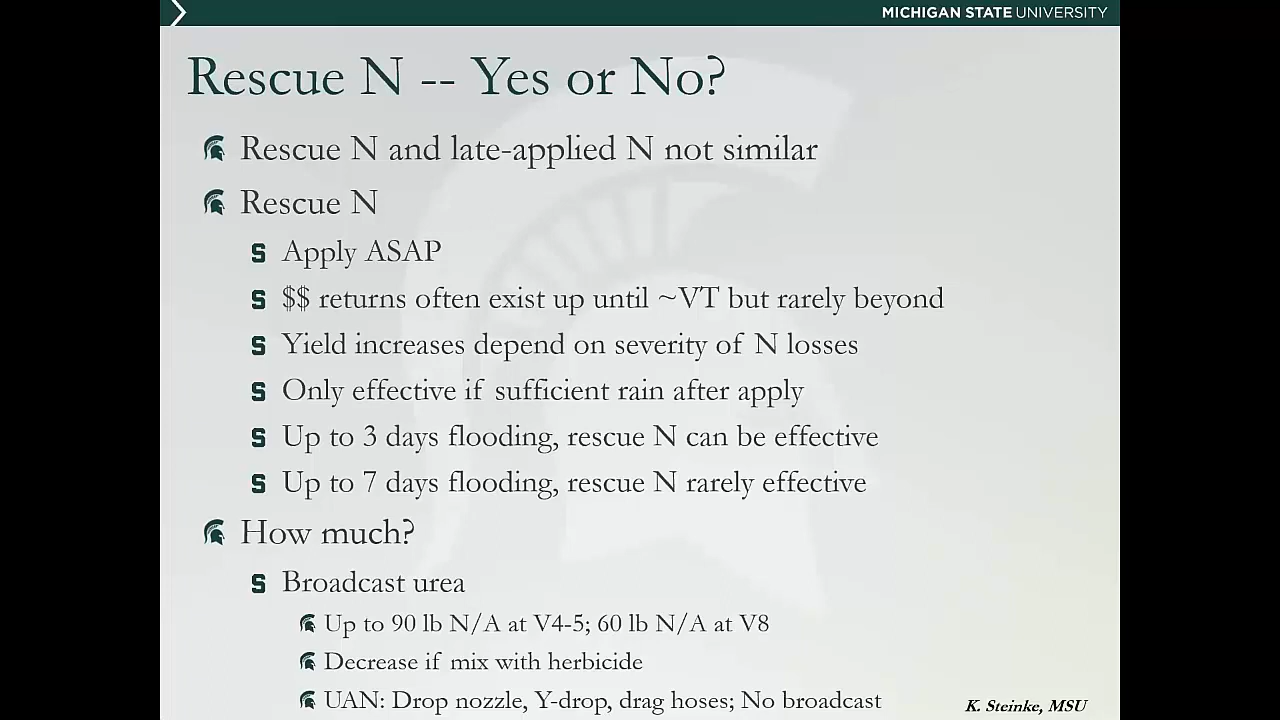 MICHIGAN STATE UNIVERSITY
Rescue N -- Yes or No?
Rescue N and late-applied N not similar
Rescue N
Apply ASAP
$$ returns often exist up until ~VT but rarely beyond
Yield increases depend on severity of N losses
Only effective if sufficient rain after apply
Up to 3 days flooding, rescue N can be effective
Up to 7 days flooding, rescue N rarely effective
How much?
Broadcast urea
Up to 90 lb N/A at V4-5; 60 lb N/A at V8
Decrease if mix with herbicide
UAN: Drop nozzle, Y-drop, drag hoses; No broadcast
K. Steinke, MSU